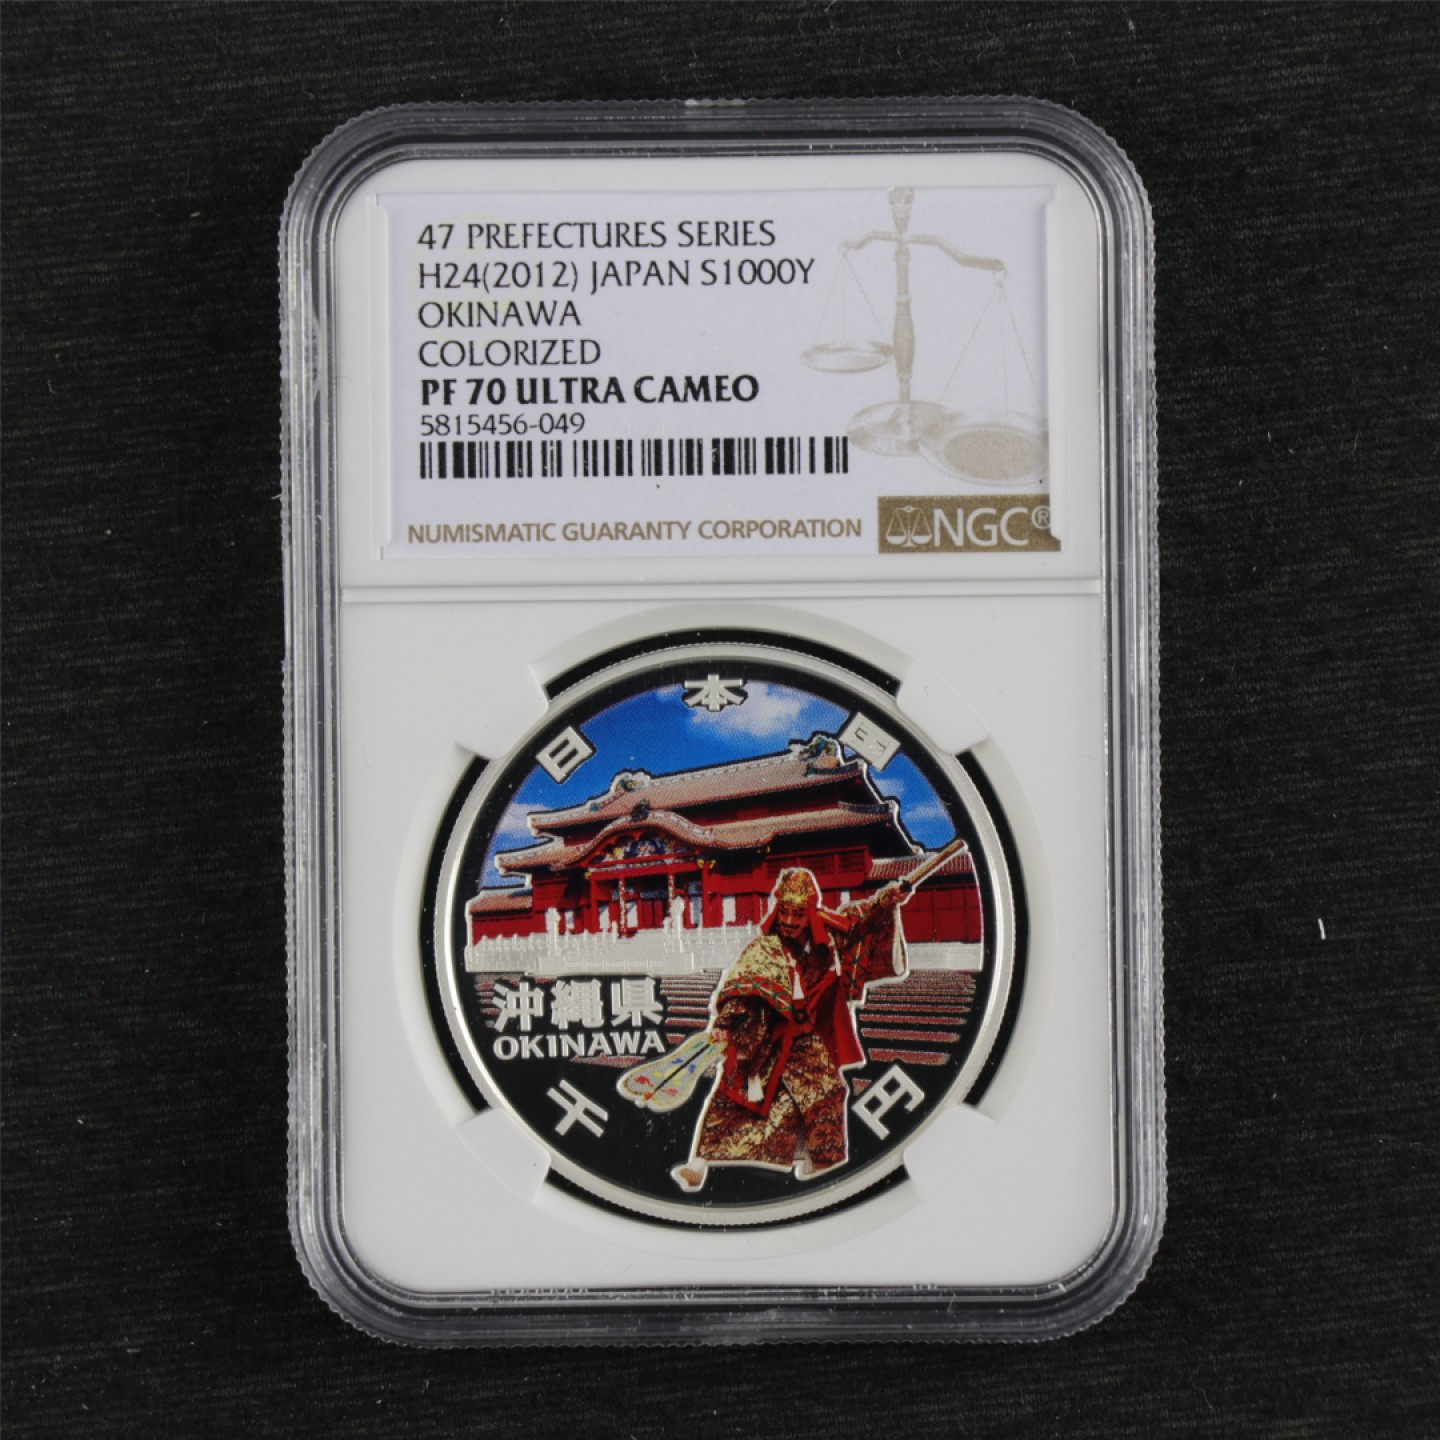 47 PREFECTURES SERIES
H24(2012) JAPAN S1000Y
OKINAWA
COLORIZED
PF 70 ULTRA CAMEO
5815456-049
NUMISMATIC GUARANTY CORPORATION NGC®
日本国
沖縄県
OKINAWA
千円